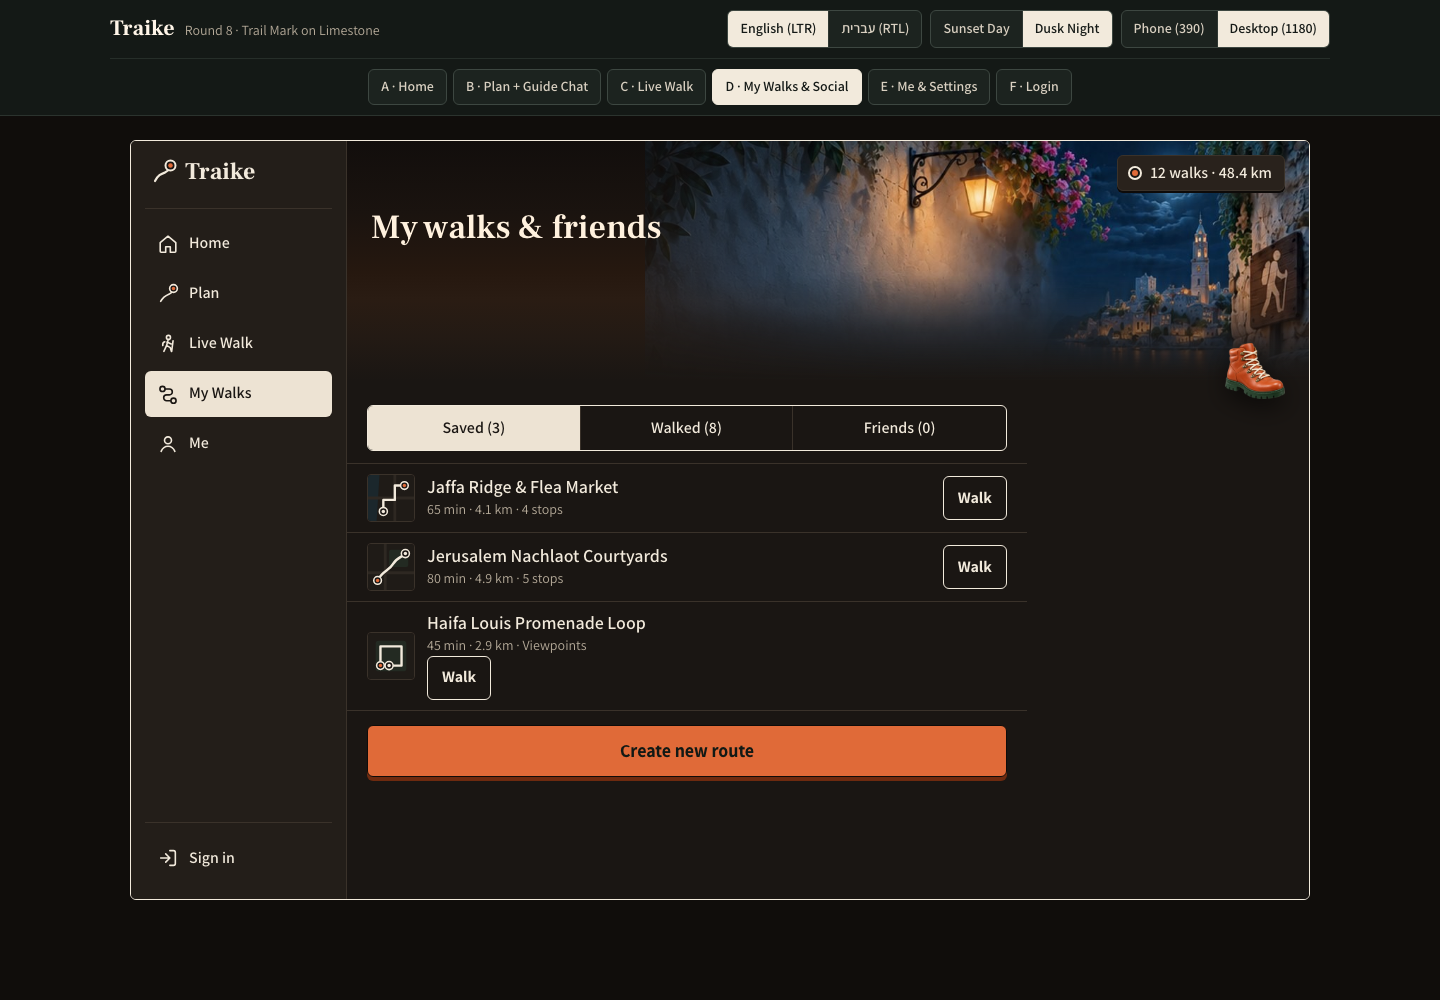 Traike Round 8 · Trail Mark on Limestone
English (LTR) עברית (RTL) Sunset Day Dusk Night Phone (390) Desktop (1180)
A · Home B · Plan + Guide Chat C · Live Walk D · My Walks & Social E · Me & Settings F · Login
Traike
Home
Plan
Live Walk
My Walks
Me
Sign in
12 walks · 48.4 km
My walks & friends
Saved (3) Walked (8) Friends (0)
Jaffa Ridge & Flea Market
65 min · 4.1 km · 4 stops
Walk
Jerusalem Nachlaot Courtyards
80 min · 4.9 km · 5 stops
Walk
Haifa Louis Promenade Loop
45 min · 2.9 km · Viewpoints
Walk
Create new route